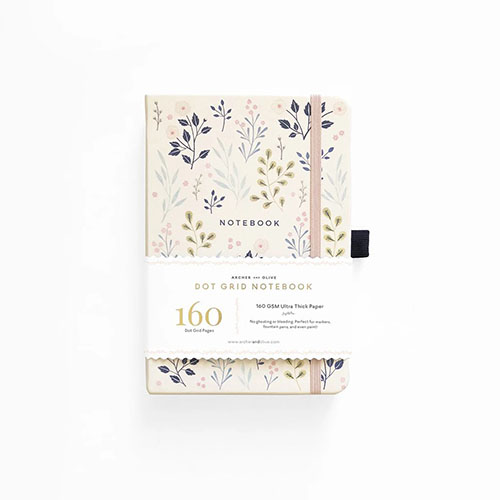 NOTEBOOK
ARCHER AND OLIVE
DOT GRID NOTEBOOK
160
Dot Grid Pages
160 GSM Ultra Thick Paper
No ghosting or bleeding. Perfect for markers,
fountain pens, and even paint!
www.archerandolive.com